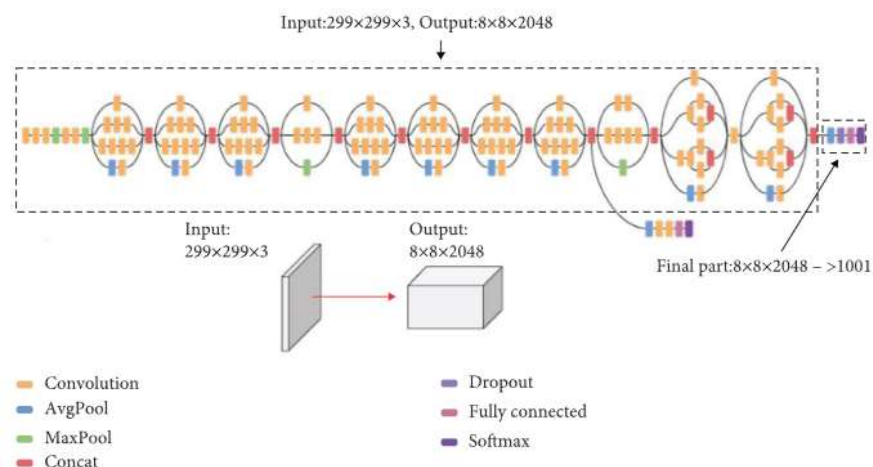 Input:299×299×3, Output:8×8×2048
Input:
299×299×3
Output:
8×8×2048
Final part:8×8×2048 – >1001
Convolution
AvgPool
MaxPool
Concat
Dropout
Fully connected
Softmax